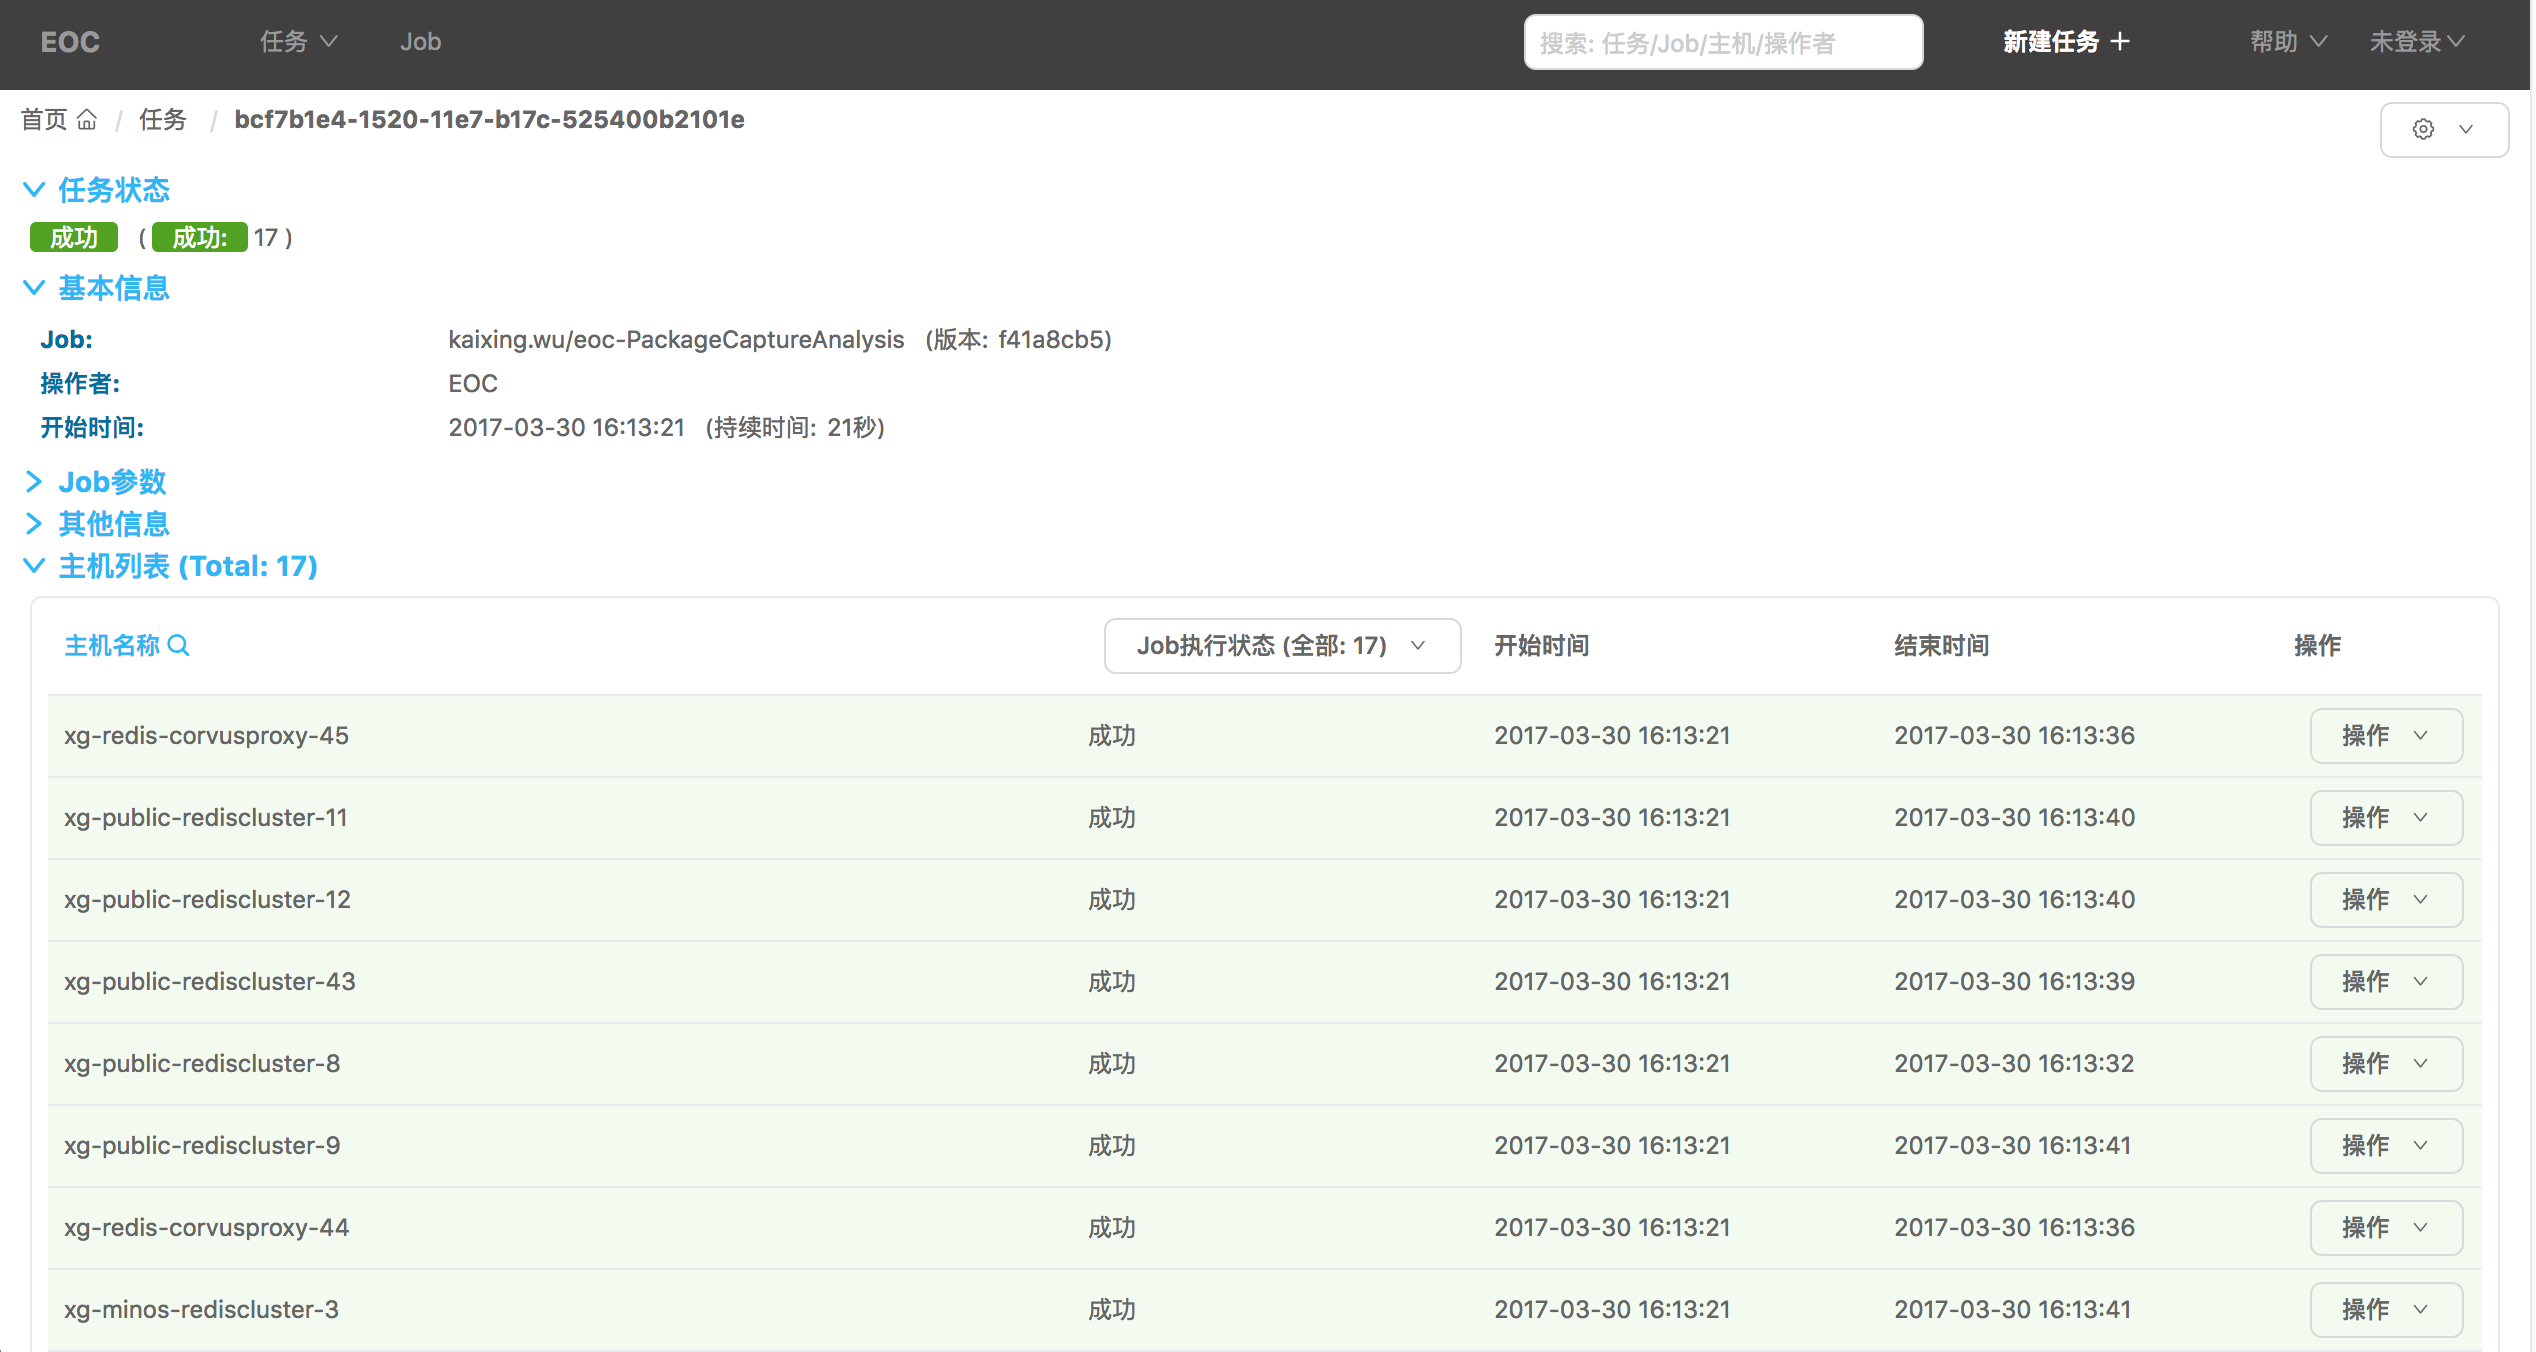 EOC 任务 Job 搜索: 任务/Job/主机/操作者 新建任务 + 帮助 未登录
首页 / 任务 / bcf7b1e4-1520-11e7-b17c-525400b2101e
任务状态
成功 ( 成功: 17 )
基本信息
Job: kaixing.wu/eoc-PackageCaptureAnalysis (版本: f41a8cb5)
操作者: EOC
开始时间: 2017-03-30 16:13:21 (持续时间: 21秒)
Job参数
其他信息
主机列表 (Total: 17)
主机名称 Job执行状态 (全部: 17) 开始时间 结束时间 操作
xg-redis-corvusproxy-45 成功 2017-03-30 16:13:21 2017-03-30 16:13:36 操作
xg-public-rediscluster-11 成功 2017-03-30 16:13:21 2017-03-30 16:13:40 操作
xg-public-rediscluster-12 成功 2017-03-30 16:13:21 2017-03-30 16:13:40 操作
xg-public-rediscluster-43 成功 2017-03-30 16:13:21 2017-03-30 16:13:39 操作
xg-public-rediscluster-8 成功 2017-03-30 16:13:21 2017-03-30 16:13:32 操作
xg-public-rediscluster-9 成功 2017-03-30 16:13:21 2017-03-30 16:13:41 操作
xg-redis-corvusproxy-44 成功 2017-03-30 16:13:21 2017-03-30 16:13:36 操作
xg-minos-rediscluster-3 成功 2017-03-30 16:13:21 2017-03-30 16:13:41 操作